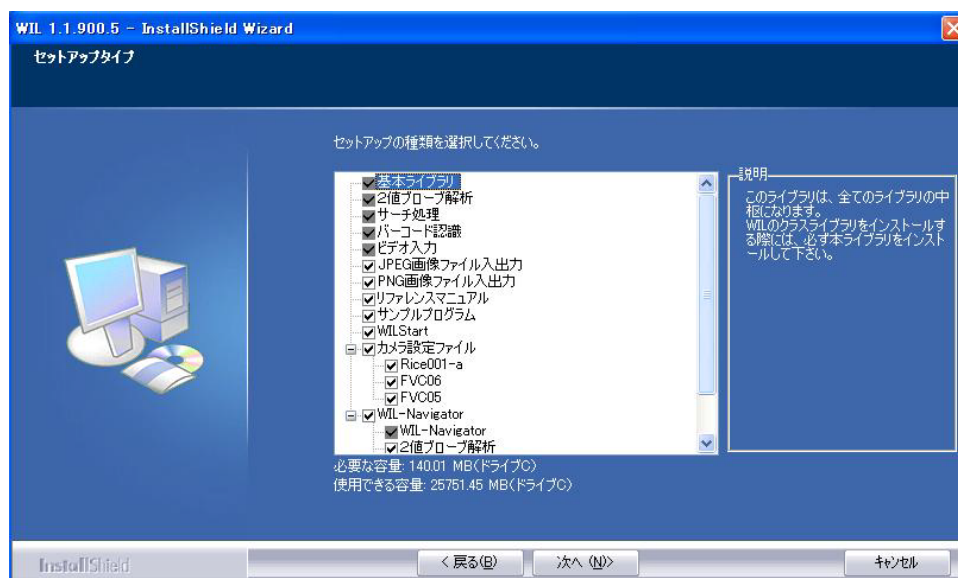 WIL 1.1.900.5 - InstallShield Wizard
セットアップタイプ
セットアップの種類を選択してください。
基本ライブラリ
2値ブローブ解析
サーチ処理
バーコード認識
ビデオ入力
JPEG画像ファイル入出力
PNG画像ファイル入出力
リファレンスマニュアル
サンプルプログラム
WILStart
カメラ設定ファイル
Rice001-a
FVC06
FVC05
WIL-Navigator
WIL-Navigator
2値ブローブ解析
説明
このライブラリは、全てのライブラリの中
枢になります。
WILのクラスライブラリをインストールす
る際には、必ず本ライブラリをインスト
ールして下さい。
必要な容量: 140.01 MB(ドライブC)
使用できる容量: 25751.45 MB(ドライブC)
InstallShield
< 戻る(B)
次へ (N)>
キャンセル